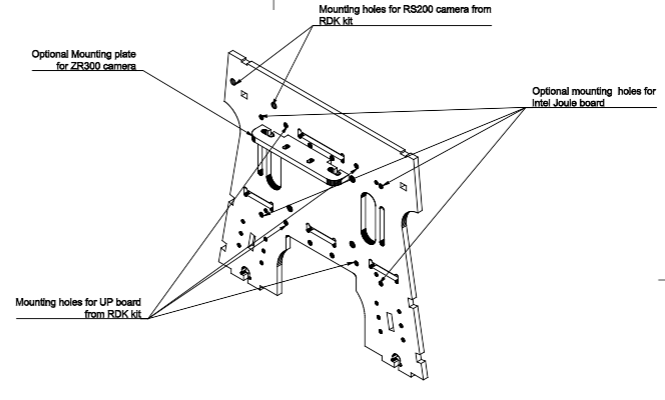 Mounting holes for RS200 camera from
RDK kit
Optional Mounting plate
for ZR300 camera
Optional mounting holes for
Intel Joule board
Mounting holes for UP board
from RDK kit